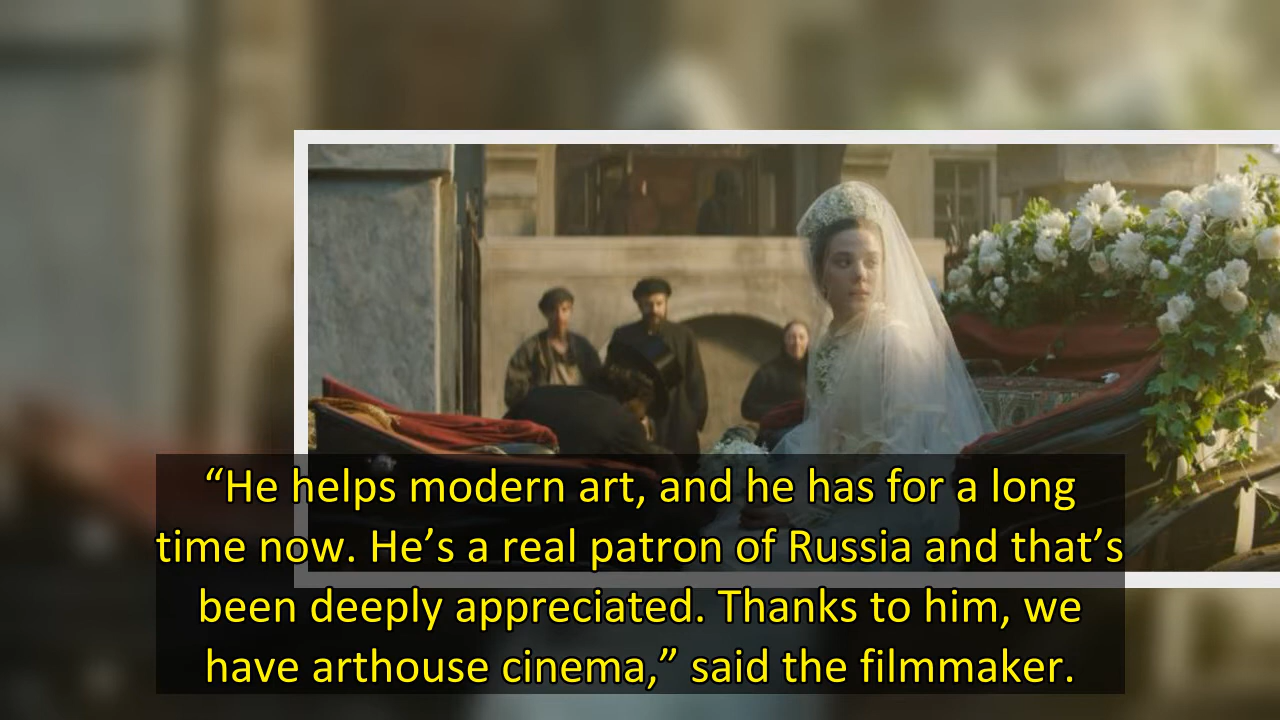 “He helps modern art, and he has for a long
time now. He’s a real patron of Russia and that’s
been deeply appreciated. Thanks to him, we
have arthouse cinema,” said the filmmaker.